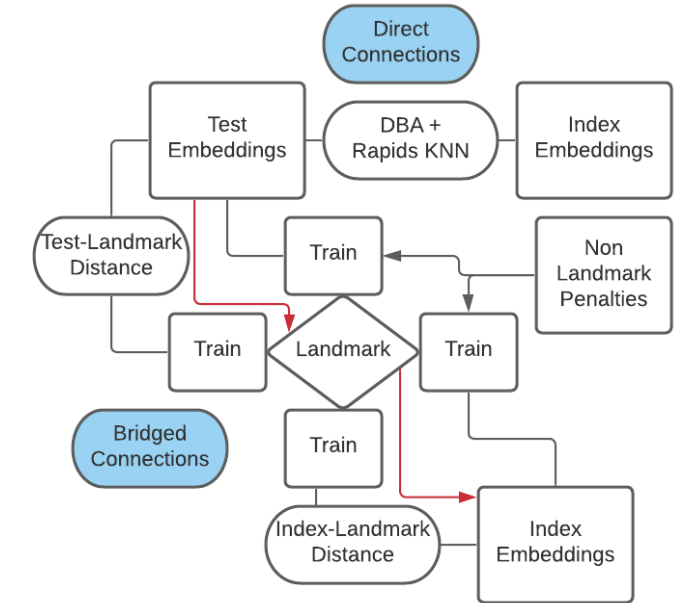 Direct
Connections
Test
Embeddings
DBA +
Rapids KNN
Index
Embeddings
Test-Landmark
Distance
Train
Non
Landmark
Penalties
Train
Landmark
Train
Bridged
Connections
Train
Index-Landmark
Distance
Index
Embeddings